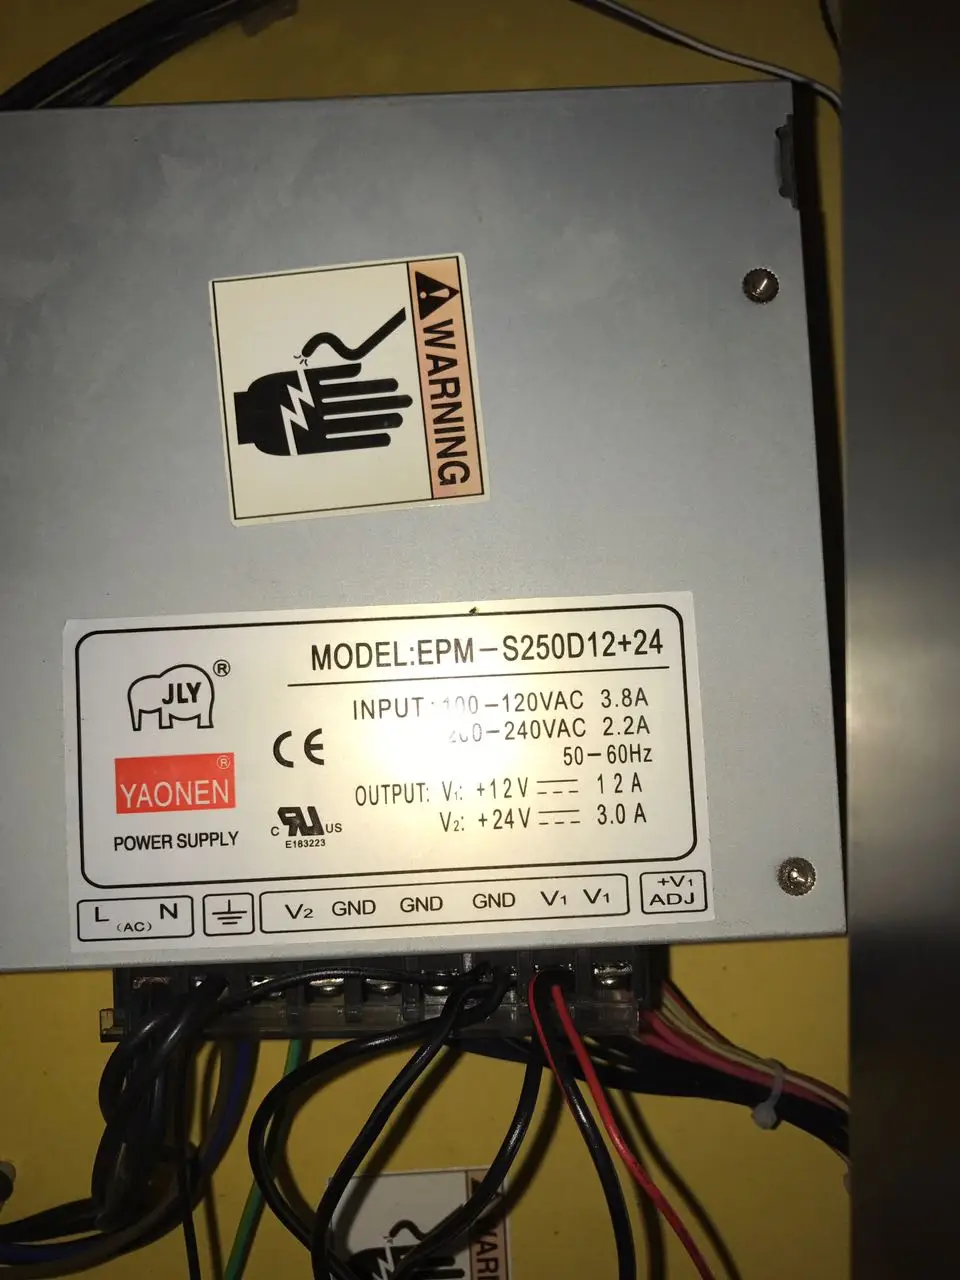 WARNING
MODEL:EPM-S250D12+24
JLY ®
INPUT: 100-120VAC 3.8A
200-240VAC 2.2A
50-60Hz
OUTPUT: V1: +12V 12A
V2: +24V 3.0A
CE
YAONEN ®
POWER SUPPLY
C RU US
E183223
L (AC) N
V2 GND GND GND V1 V1
+V1
ADJ
WARNI